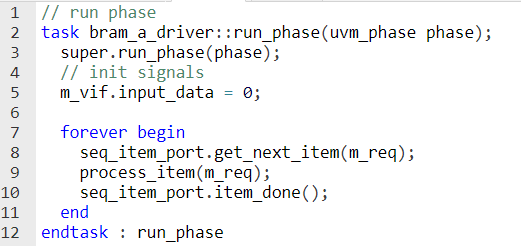 1 // run phase
2 task bram_a_driver::run_phase(uvm_phase phase);
3   super.run_phase(phase);
4   // init signals
5   m_vif.input_data = 0;
6
7   forever begin
8     seq_item_port.get_next_item(m_req);
9     process_item(m_req);
10     seq_item_port.item_done();
11   end
12 endtask : run_phase